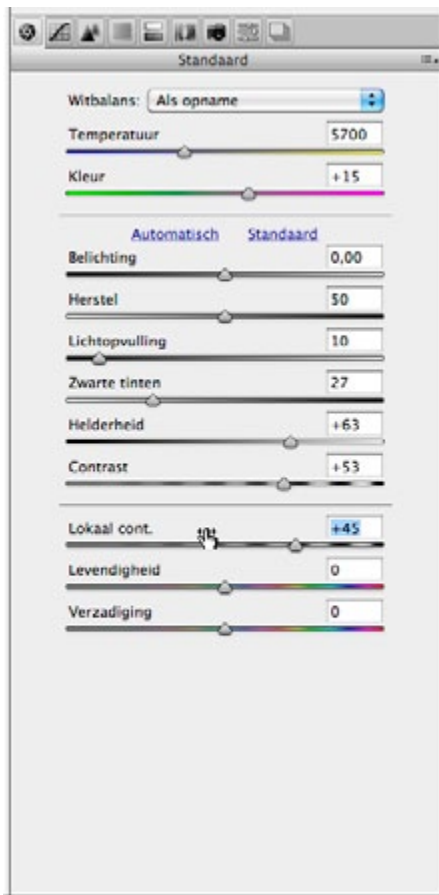 Standaard
Witbalans: Als opname
Temperatuur 5700
Kleur +15
Automatisch Standaard
Belichting 0,00
Herstel 50
Lichtopvulling 10
Zwarte tinten 27
Helderheid +63
Contrast +53
Lokaal cont. +45
Levendigheid 0
Verzadiging 0